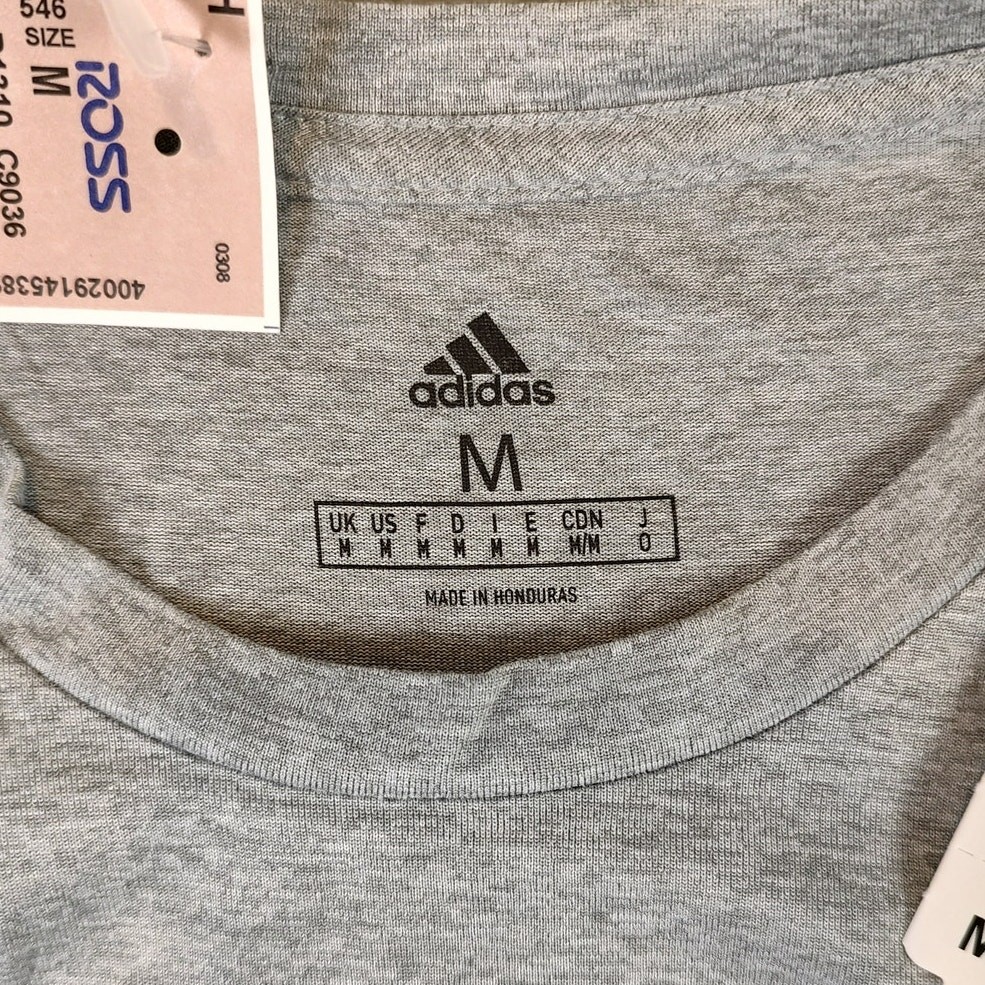 546
SIZE
M
ROSS
C9036
0308
adidas
M
UK US F D I E CDN J
M M M M M M M/M O
MADE IN HONDURAS